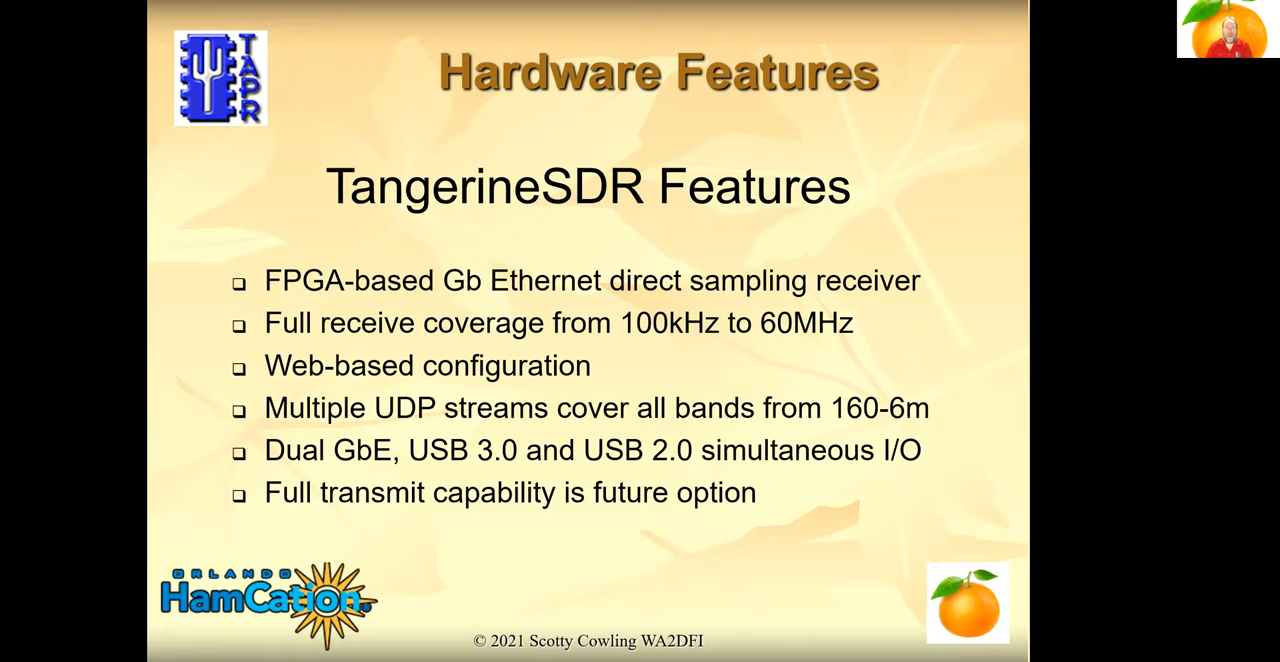 TAPR
Hardware Features
TangerineSDR Features
❑ FPGA-based Gb Ethernet direct sampling receiver
❑ Full receive coverage from 100kHz to 60MHz
❑ Web-based configuration
❑ Multiple UDP streams cover all bands from 160-6m
❑ Dual GbE, USB 3.0 and USB 2.0 simultaneous I/O
❑ Full transmit capability is future option
ORLANDO
HamCation®
© 2021 Scotty Cowling WA2DFI